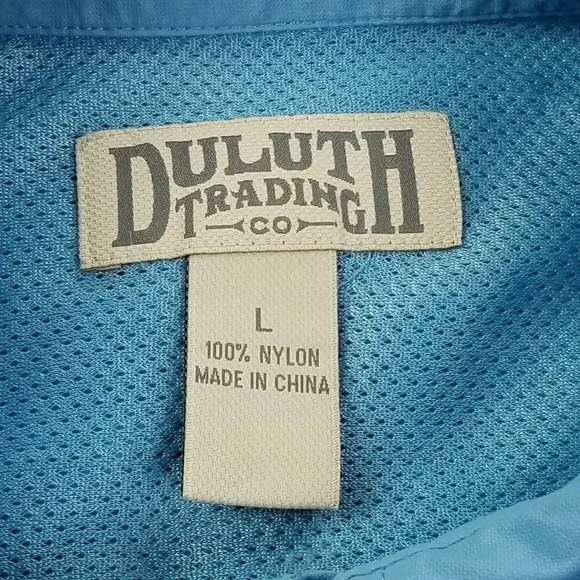 DULUTH
TRADING
CO
L
100% NYLON
MADE IN CHINA